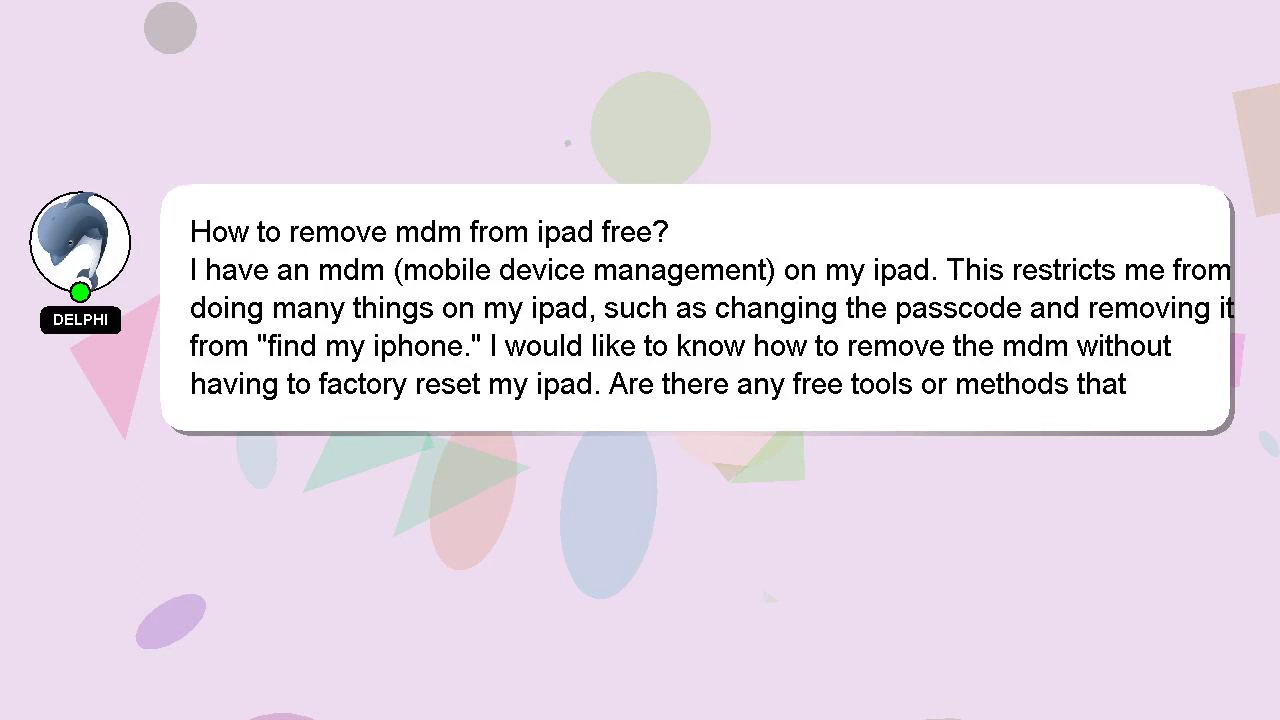 How to remove mdm from ipad free?
I have an mdm (mobile device management) on my ipad. This restricts me from
doing many things on my ipad, such as changing the passcode and removing it
from "find my iphone." I would like to know how to remove the mdm without
having to factory reset my ipad. Are there any free tools or methods that
DELPHI